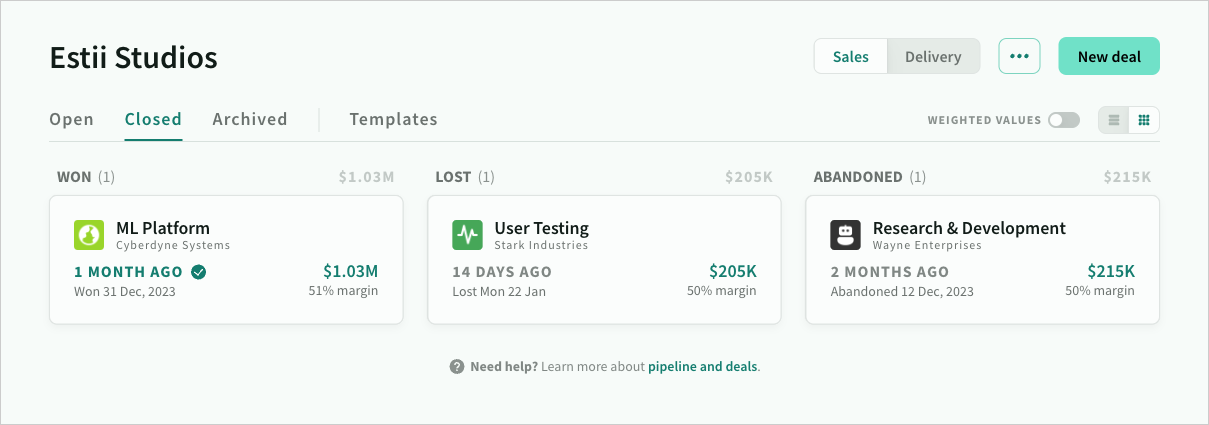 Estii Studios
Sales
Delivery
New deal
Open
Closed
Archived
Templates
WEIGHTED VALUES
WON (1)
$1.03M
ML Platform
Cyberdyne Systems
1 MONTH AGO
$1.03M
Won 31 Dec, 2023
51% margin
LOST (1)
$205K
User Testing
Stark Industries
14 DAYS AGO
$205K
Lost Mon 22 Jan
50% margin
ABANDONED (1)
$215K
Research & Development
Wayne Enterprises
2 MONTHS AGO
$215K
Abandoned 12 Dec, 2023
50% margin
? Need help? Learn more about pipeline and deals.